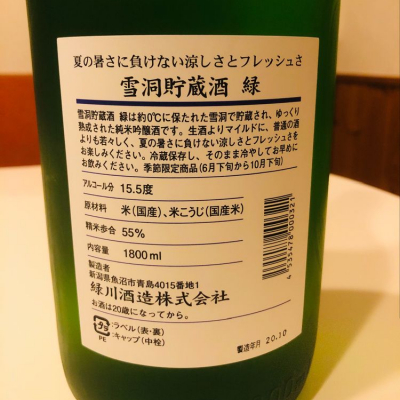 夏の暑さに負けない涼しさとフレッシュさ
雪洞貯蔵酒 緑
雪洞貯蔵酒 緑は約0℃に保たれた雪洞で貯蔵され、ゆっくり
熟成された純米吟醸酒です。生酒よりマイルドに、普通の酒
よりも若々しく、夏の暑さに負けない涼しさとフレッシュさを
お楽しみください。冷蔵保存し、そのまま冷やしてお早めに
お飲みください。季節限定商品(6月下旬から10月下旬)
アルコール分 15.5度
原材料 米(国産)、米こうじ(国産米)
精米歩合 55%
内容量 1800ml
製造者
新潟県魚沼市青島4015番地1
緑川酒造株式会社
お酒は20歳になってから。
プラ PE :ラベル(表・裏)
:キャップ(中栓)
製造年月 20.10
4 535478 000321